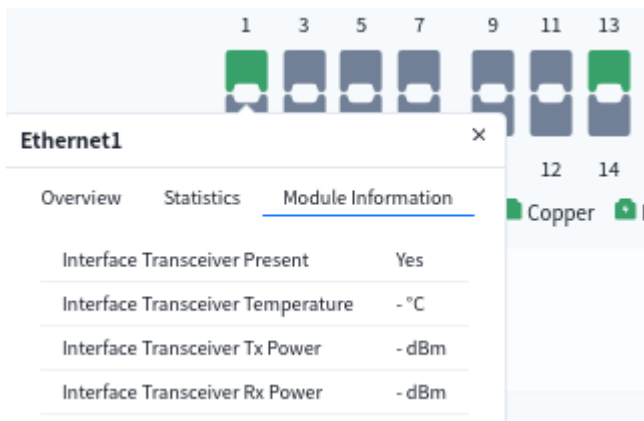 1 3 5 7 9 11 13
Ethernet1 ×
12 14
Overview Statistics Module Information
Copper
Interface Transceiver Present Yes
Interface Transceiver Temperature - °C
Interface Transceiver Tx Power - dBm
Interface Transceiver Rx Power - dBm